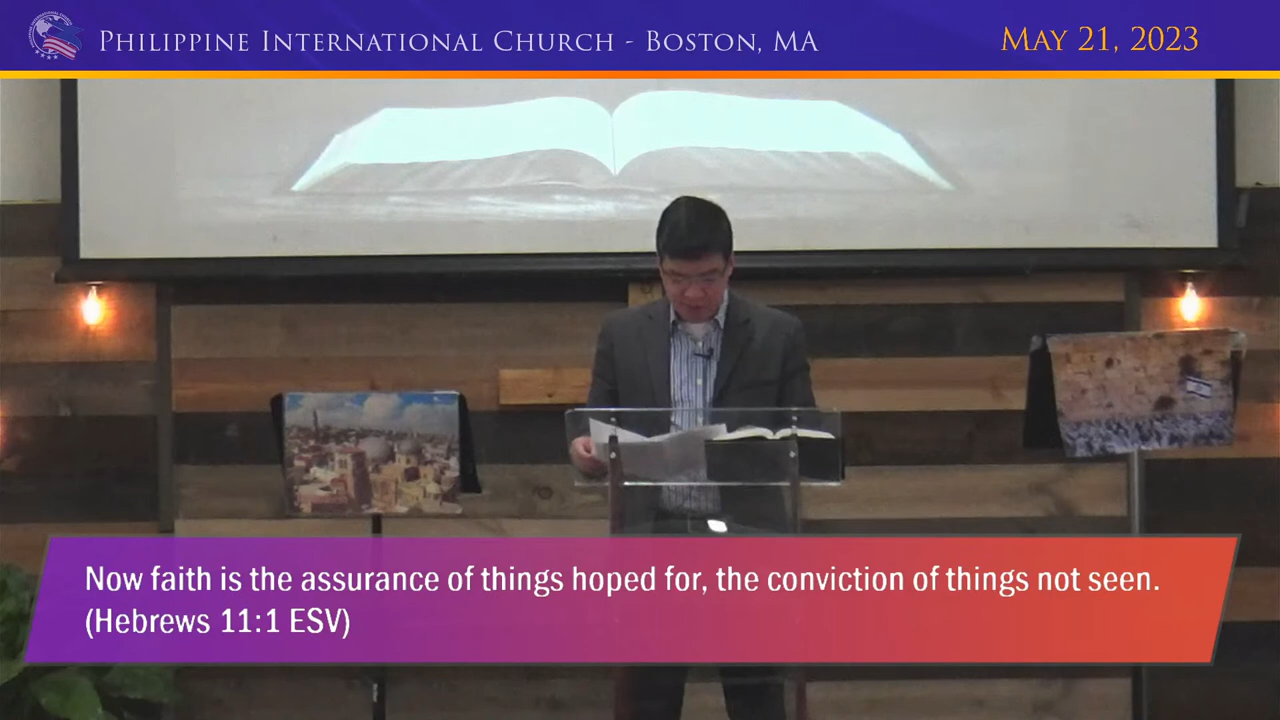 PHILIPPINE INTERNATIONAL CHURCH - BOSTON, MA
MAY 21, 2023
Now faith is the assurance of things hoped for, the conviction of things not seen.
(Hebrews 11:1 ESV)